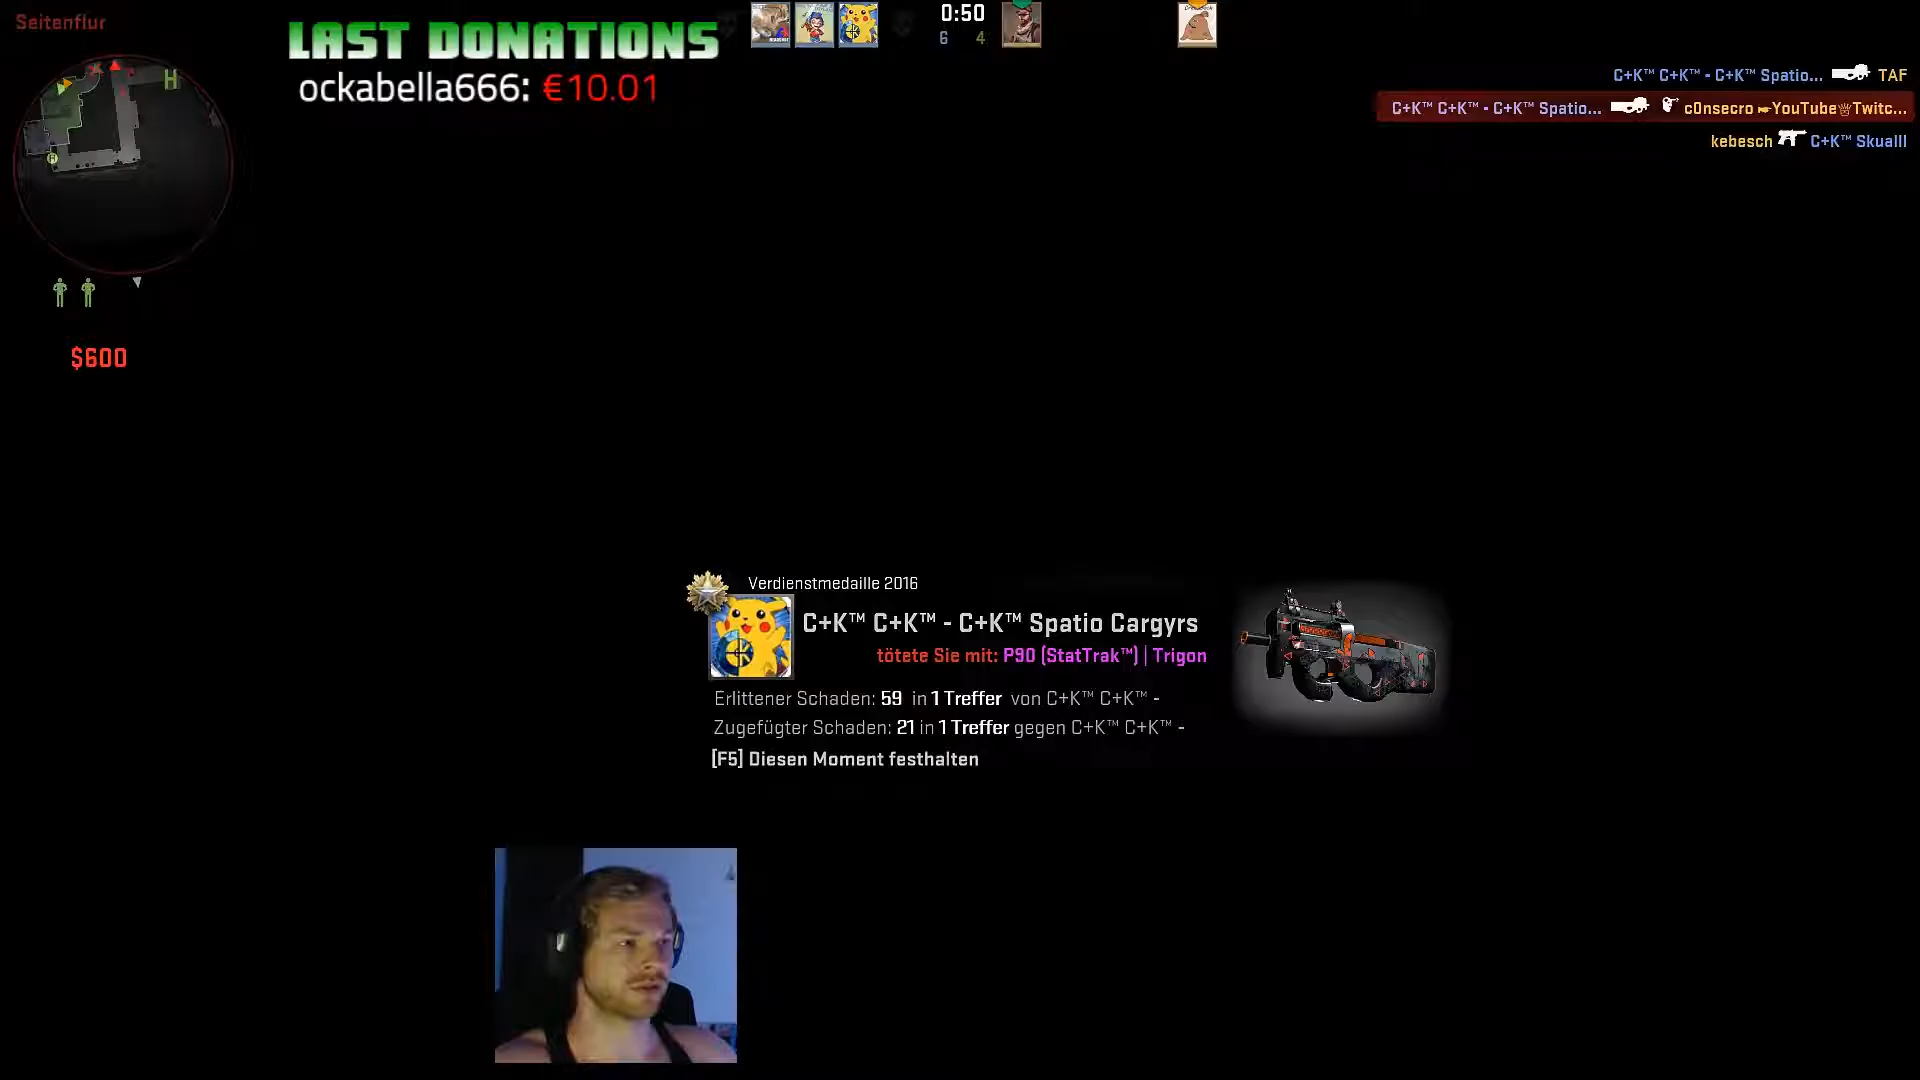 Seitenflur
LAST DONATIONS
ockabella666: €10.01
0:50
6 4
C+K™ C+K™ - C+K™ Spatio... TAF
C+K™ C+K™ - C+K™ Spatio... c0nsecro ☛YouTube♕Twitc...
kebesch C+K™ Skualll
H
H
$600
Verdienstmedaille 2016
C+K™ C+K™ - C+K™ Spatio Cargyrs
tötete Sie mit: P90 (StatTrak™) | Trigon
Erlittener Schaden: 59 in 1 Treffer von C+K™ C+K™ -
Zugefügter Schaden: 21 in 1 Treffer gegen C+K™ C+K™ -
[F5] Diesen Moment festhalten